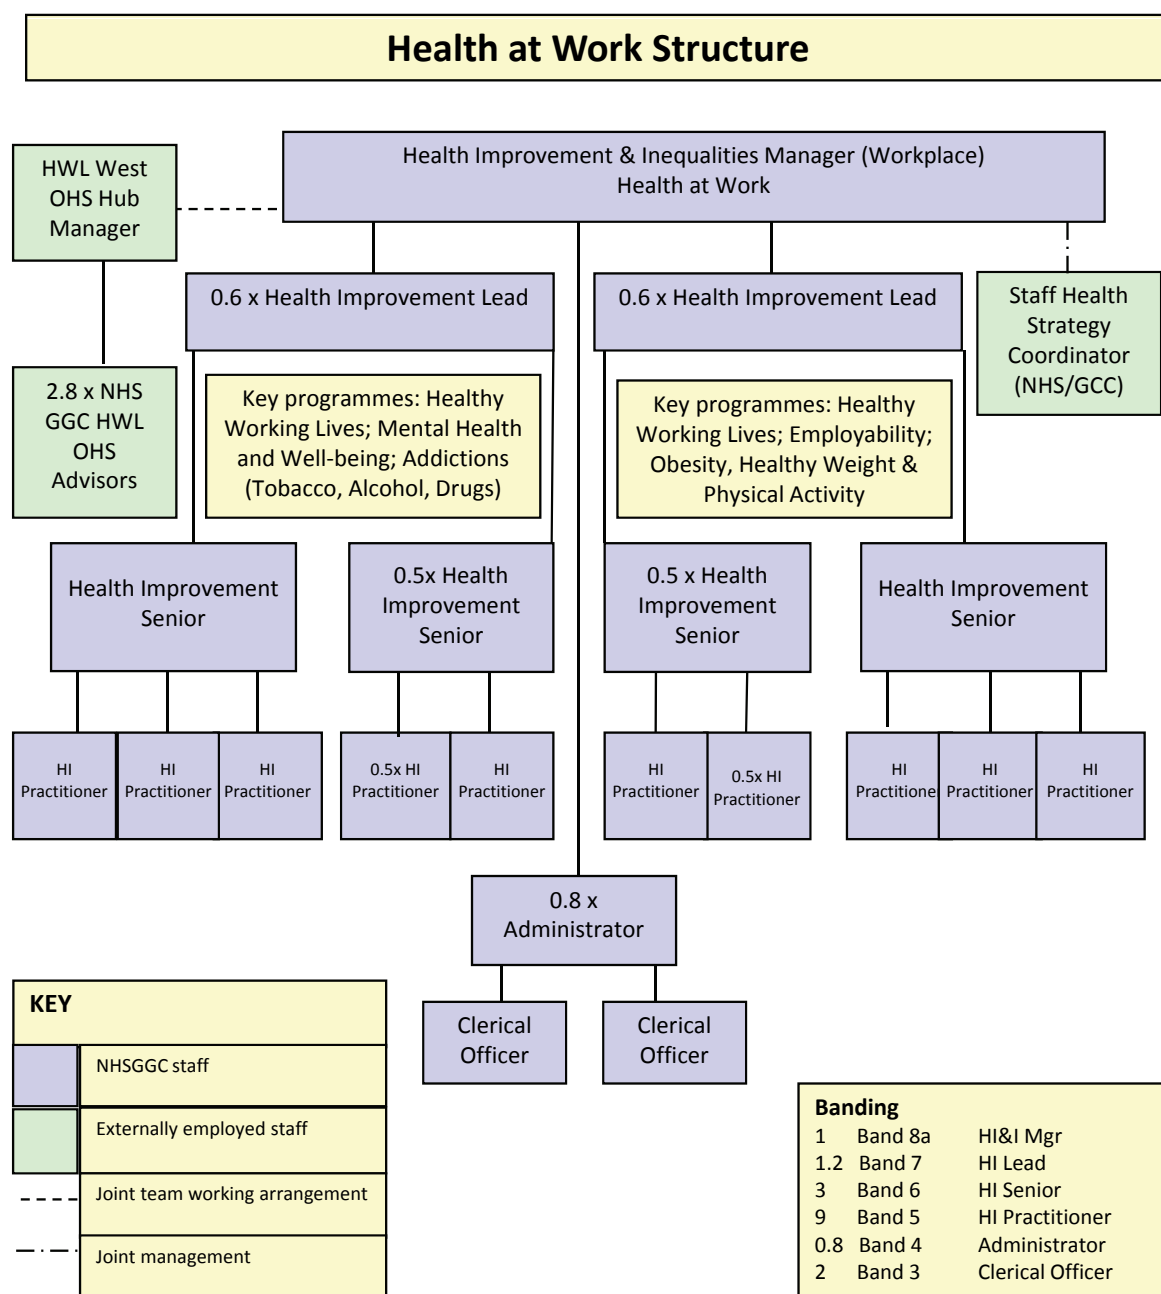 Health at Work Structure
HWL West
OHS Hub
Manager
Health Improvement & Inequalities Manager (Workplace)
Health at Work
0.6 x Health Improvement Lead
0.6 x Health Improvement Lead
Staff Health
Strategy
Coordinator
(NHS/GCC)
2.8 x NHS
GGC HWL
OHS
Advisors
Key programmes: Healthy
Working Lives; Mental Health
and Well-being; Addictions
(Tobacco, Alcohol, Drugs)
Key programmes: Healthy
Working Lives; Employability;
Obesity, Healthy Weight &
Physical Activity
Health Improvement
Senior
0.5x Health
Improvement
Senior
0.5 x Health
Improvement
Senior
Health Improvement
Senior
HI
Practitioner
HI
Practitioner
HI
Practitioner
0.5x HI
Practitioner
HI
Practitioner
HI
Practitioner
0.5x HI
Practitioner
HI
Practitione
HI
Practitioner
HI
Practitioner
0.8 x
Administrator
Clerical
Officer
Clerical
Officer
KEY
NHSGGC staff
Externally employed staff
Joint team working arrangement
Joint management
Banding
1 Band 8a HI&I Mgr
1.2 Band 7 HI Lead
3 Band 6 HI Senior
9 Band 5 HI Practitioner
0.8 Band 4 Administrator
2 Band 3 Clerical Officer